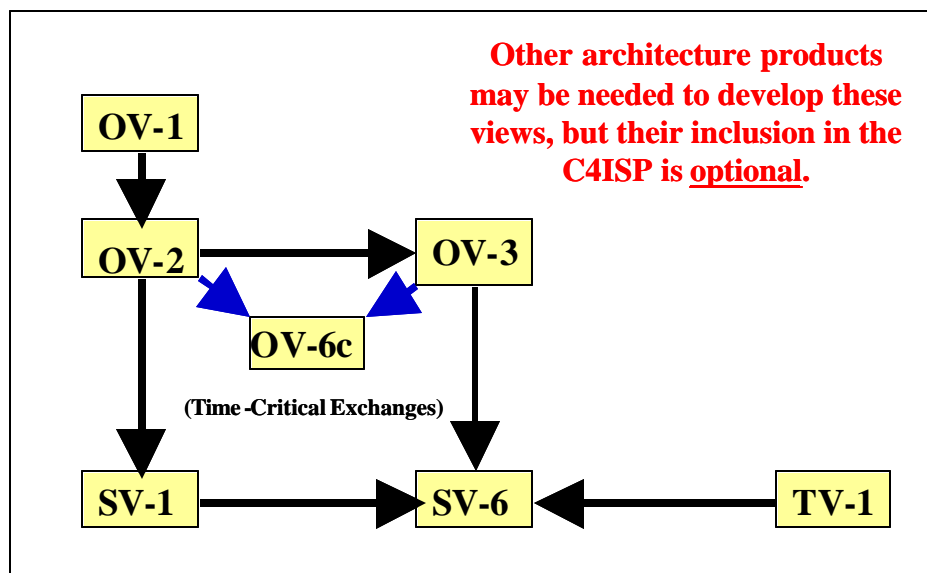 Other architecture products
may be needed to develop these
views, but their inclusion in the
C4ISP is optional.
OV-1
OV-2
OV-3
OV-6c
(Time -Critical Exchanges)
SV-1
SV-6
TV-1